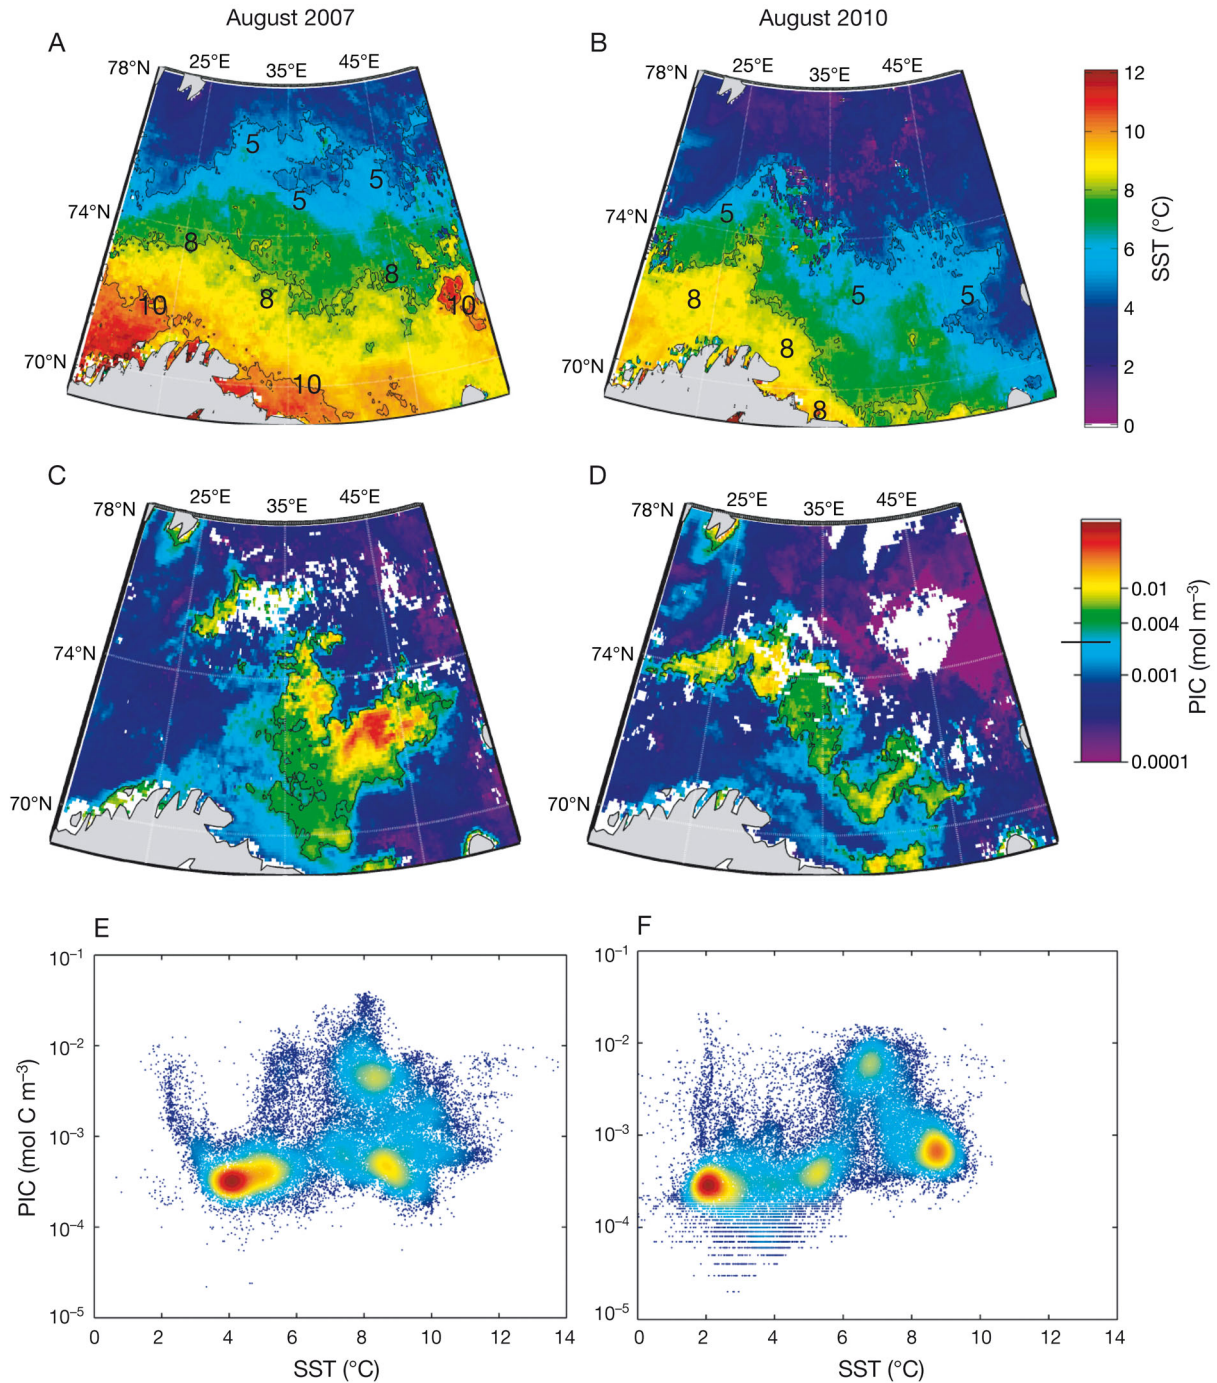 August 2007
August 2010
A
78°N
25°E
35°E
45°E
74°N
70°N
5
5
5
8
8
8
10
10
10
B
78°N
25°E
35°E
45°E
74°N
70°N
5
5
5
8
8
8
12
10
8
6
4
2
0
SST (°C)
C
78°N
25°E
35°E
45°E
74°N
70°N
D
78°N
25°E
35°E
45°E
74°N
70°N
0.01
0.004
0.001
0.0001
PIC (mol m⁻³)
E
10⁻¹
10⁻²
10⁻³
10⁻⁴
10⁻⁵
PIC (mol C m⁻³)
0 2 4 6 8 10 12 14
SST (°C)
F
10⁻¹
10⁻²
10⁻³
10⁻⁴
10⁻⁵
0 2 4 6 8 10 12 14
SST (°C)